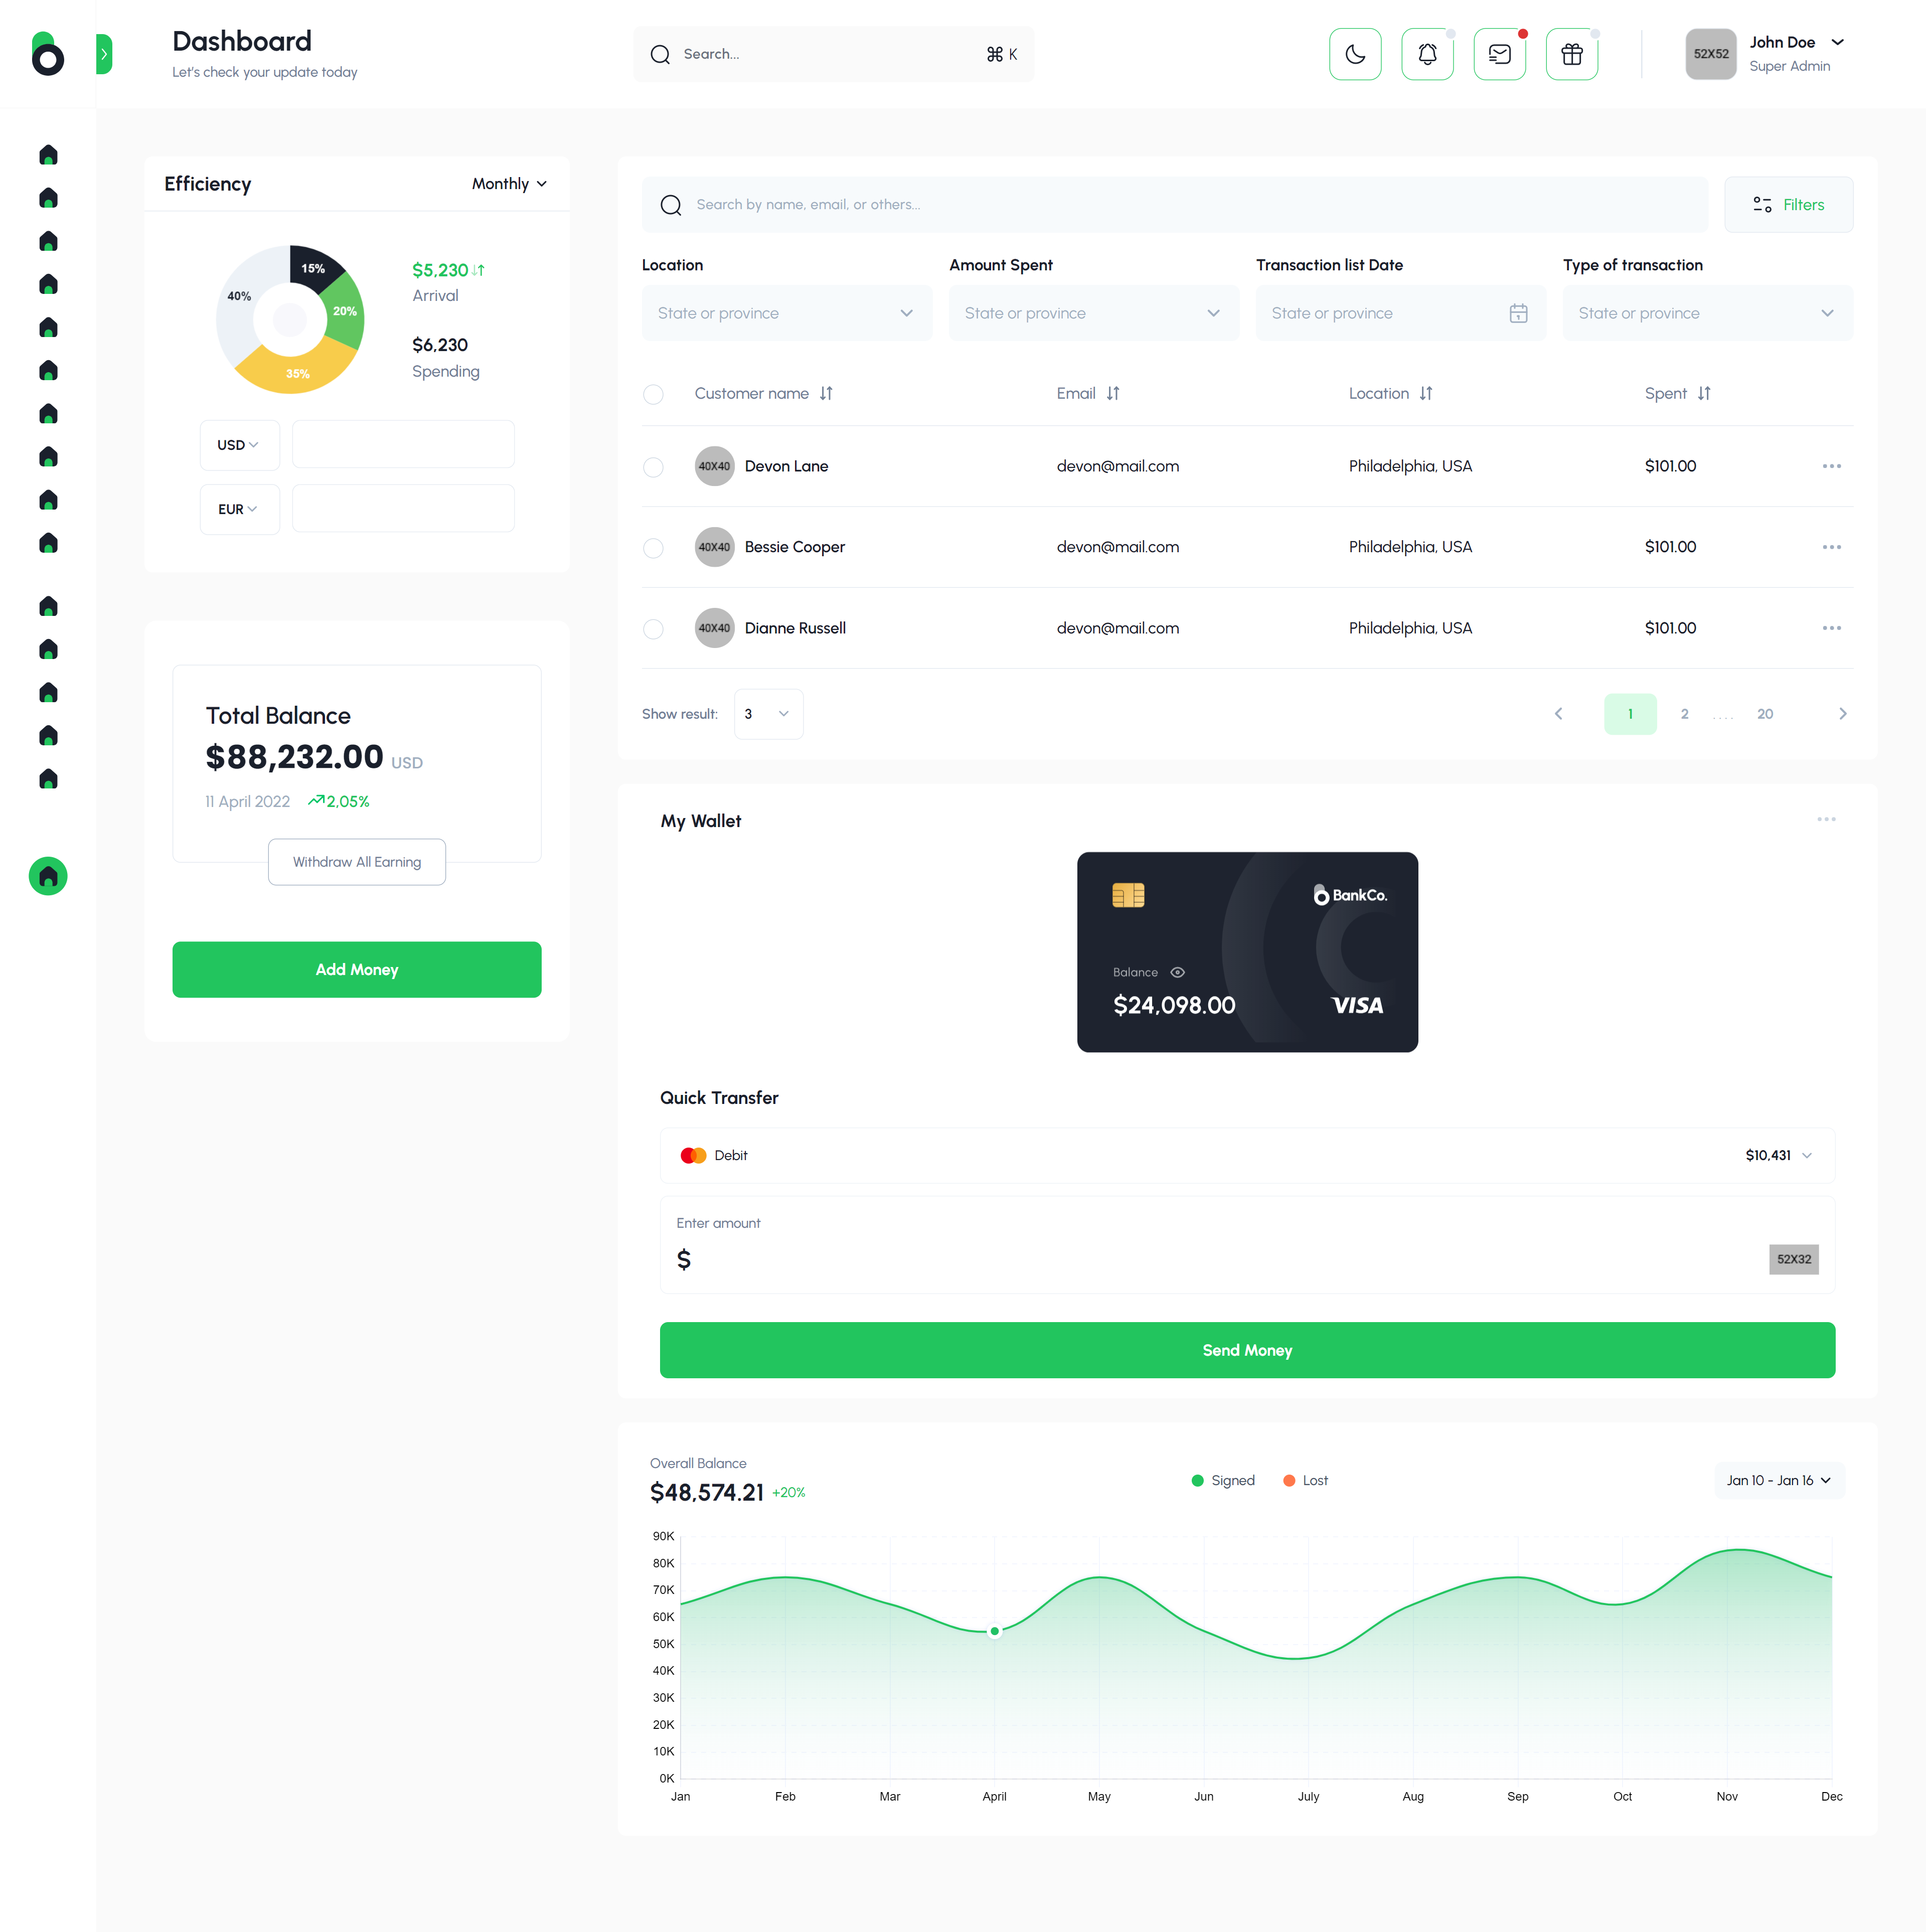 Dashboard
Let's check your update today
Search...
⌘ K
52X52
John Doe
Super Admin
Efficiency
Monthly
15%
20%
35%
40%
$5,230
Arrival
$6,230
Spending
USD
EUR
Total Balance
$88,232.00 USD
11 April 2022 2,05%
Withdraw All Earning
Add Money
Search by name, email, or others...
Filters
Location
Amount Spent
Transaction list Date
Type of transaction
State or province
State or province
State or province
1
State or province
Customer name Email Location Spent
40X40 Devon Lane devon@mail.com Philadelphia, USA $101.00
40X40 Bessie Cooper devon@mail.com Philadelphia, USA $101.00
40X40 Dianne Russell devon@mail.com Philadelphia, USA $101.00
Show result: 3
1 2 .... 20
My Wallet
BankCo.
Balance
$24,098.00
VISA
Quick Transfer
Debit $10,431
Enter amount
$
52X32
Send Money
Overall Balance
$48,574.21 +20%
Signed Lost
Jan 10 - Jan 16
90K
80K
70K
60K
50K
40K
30K
20K
10K
0K
Jan Feb Mar April May Jun July Aug Sep Oct Nov Dec